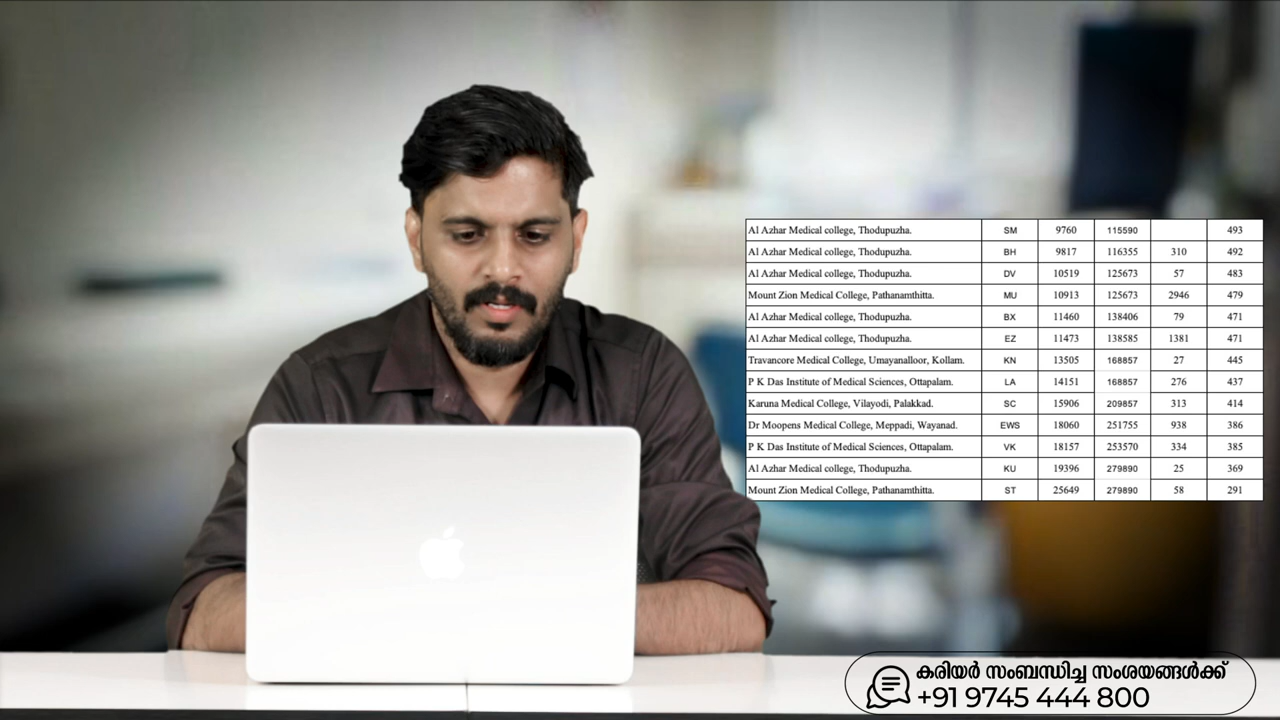 Al Azhar Medical college, Thodupuzha. SM 9760 115590 493
Al Azhar Medical college, Thodupuzha. BH 9817 116355 310 492
Al Azhar Medical college, Thodupuzha. DV 10519 125673 57 483
Mount Zion Medical College, Pathanamthitta. MU 10913 125673 2946 479
Al Azhar Medical college, Thodupuzha. BX 11460 138406 79 471
Al Azhar Medical college, Thodupuzha. EZ 11473 138585 1381 471
Travancore Medical College, Umayanalloor, Kollam. KN 13505 168857 27 445
P K Das Institute of Medical Sciences, Ottapalam. LA 14151 168857 276 437
Karuna Medical College, Vilayodi, Palakkad. SC 15906 209857 313 414
Dr Moopens Medical College, Meppadi, Wayanad. EWS 18060 251755 938 386
P K Das Institute of Medical Sciences, Ottapalam. VK 18157 253570 334 385
Al Azhar Medical college, Thodupuzha. KU 19396 279890 25 369
Mount Zion Medical College, Pathanamthitta. ST 25649 279890 58 291
കരിയർ സംബന്ധിച്ച സംശയങ്ങൾക്ക്
+91 9745 444 800